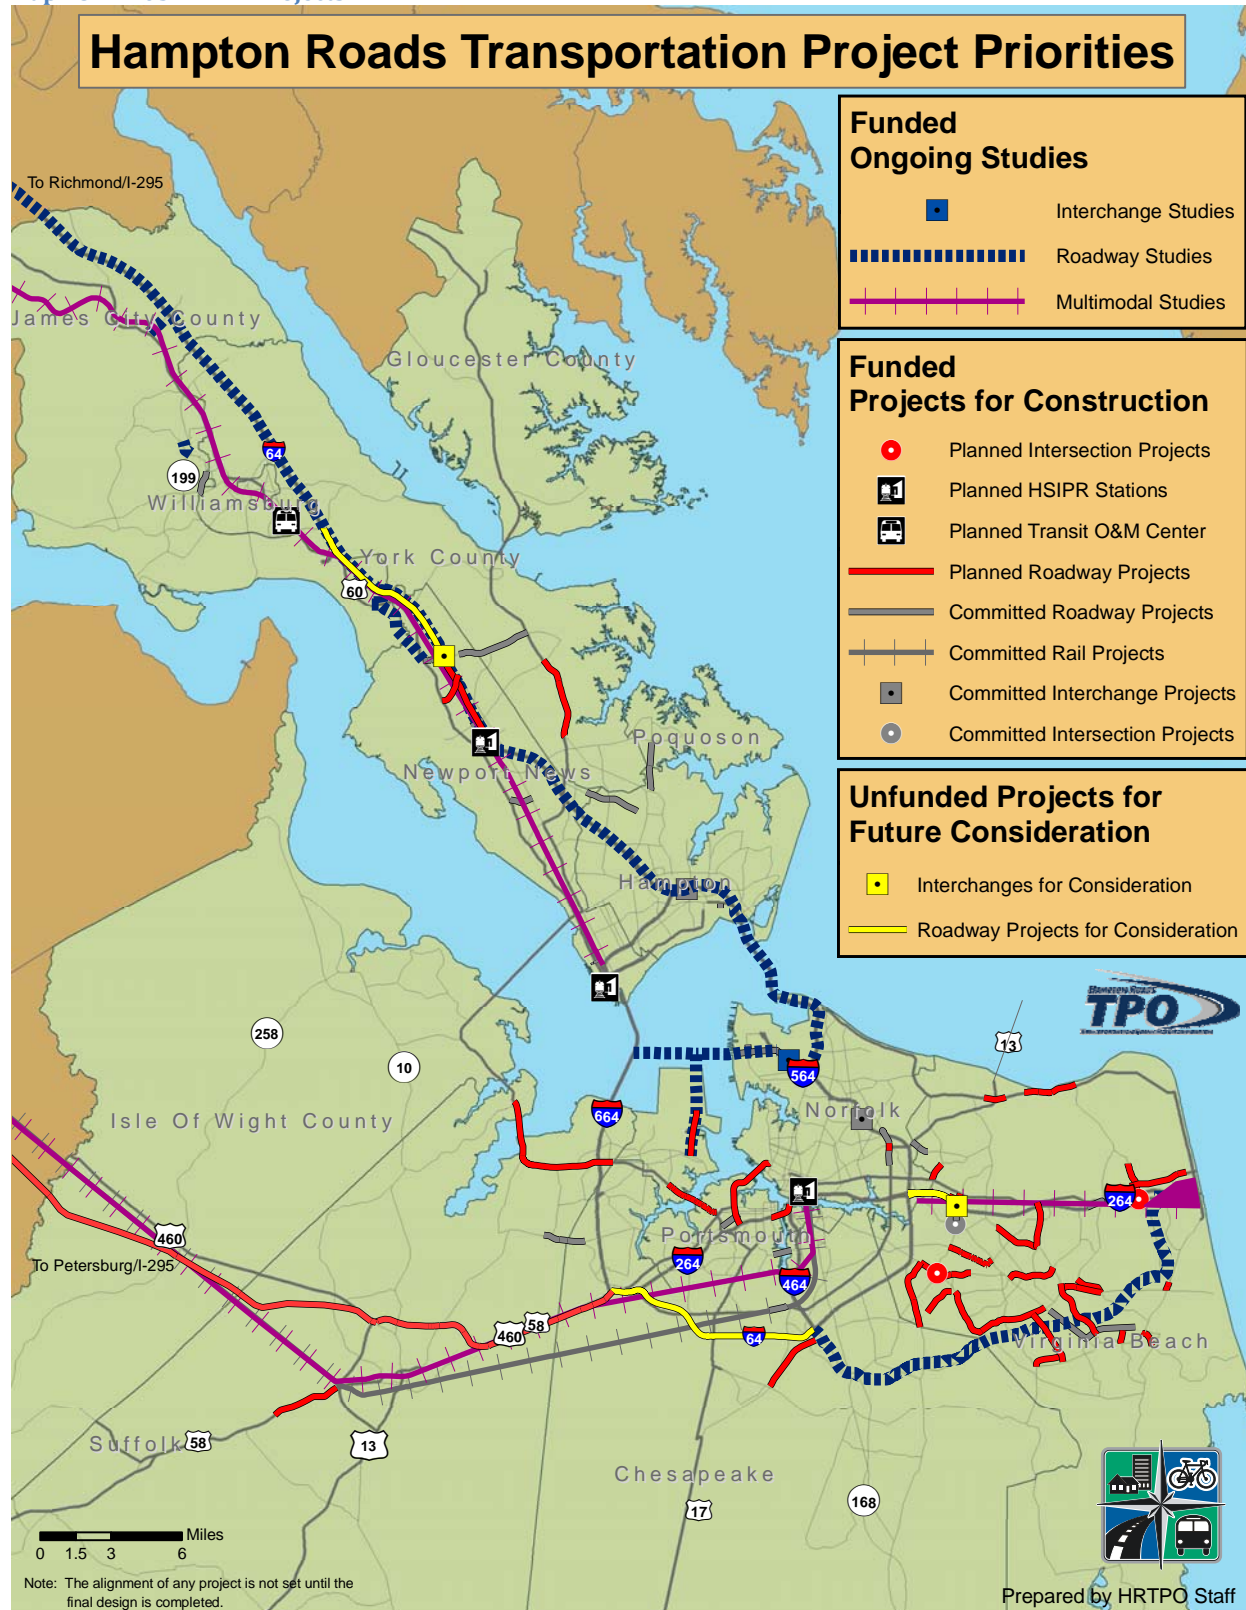 Hampton Roads Transportation Project Priorities
Funded
Ongoing Studies
Interchange Studies
Roadway Studies
Multimodal Studies
Funded
Projects for Construction
Planned Intersection Projects
Planned HSIPR Stations
Planned Transit O&M Center
Planned Roadway Projects
Committed Roadway Projects
Committed Rail Projects
Committed Interchange Projects
Committed Intersection Projects
Unfunded Projects for
Future Consideration
Interchanges for Consideration
Roadway Projects for Consideration
To Richmond/I-295
James City County
Gloucester County
64
199
Williamsburg
York County
60
Poquoson
Newport News
Hampton
Hampton Roads
TPO
258
13
10
564
664
Norfolk
Isle Of Wight County
264
460
Portsmouth
To Petersburg/I-295
264
464
58
460
64
Virginia Beach
Suffolk
58
13
Chesapeake
168
17
Miles
0 1.5 3 6
Note: The alignment of any project is not set until the
final design is completed.
Prepared by HRTPO Staff